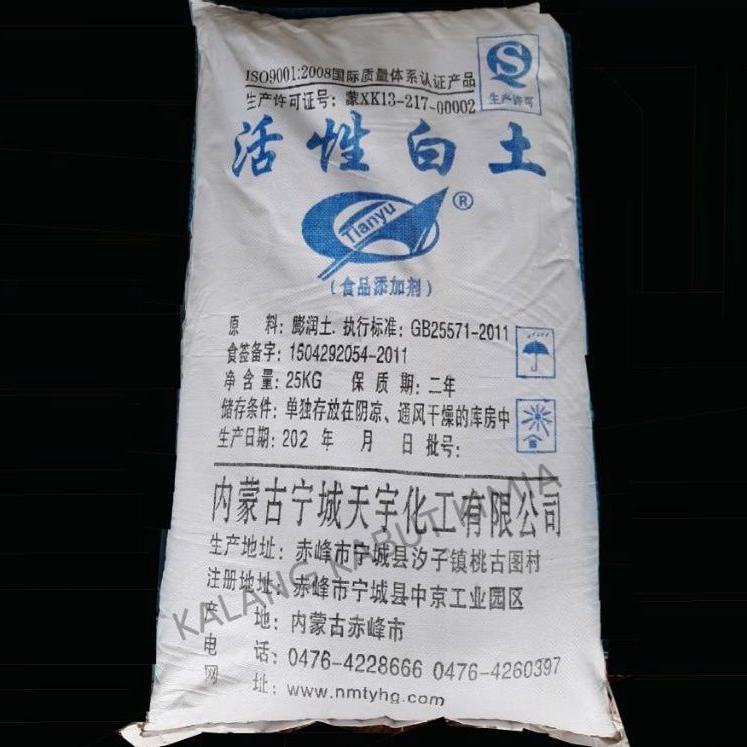 ISO9001:2008国际质量体系认证产品
生产许可证号：蒙XK13-217-00002
生产许可
活性白土
Tianyu ®
（食品添加剂）
原 料：膨润土. 执行标准：GB25571-2011
食签备字：1504292054-2011
净含量：25KG 保质期：二年
储存条件：单独存放在阴凉、通风干燥的库房中
生产日期：202 年 月 日 批号：
内蒙古宁城天宇化工有限公司
生产地址：赤峰市宁城县汐子镇桃古图村
注册地址：赤峰市宁城县中京工业园区
产 地：内蒙古赤峰市
电 话：0476-4228666 0476-4260397
网 址：www.nmtyhg.com
KALANG KABUT KIMIA